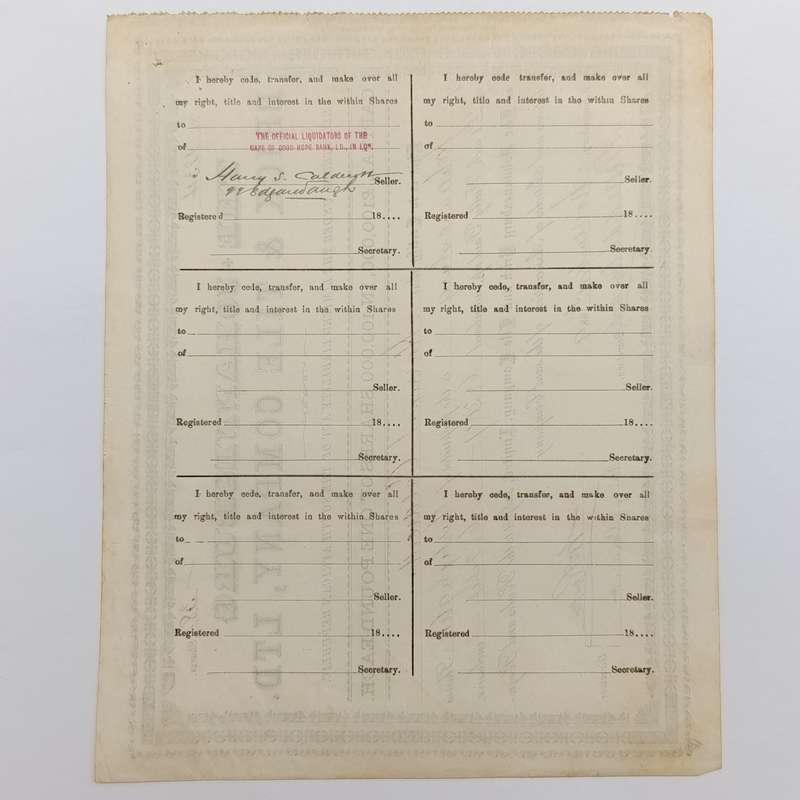 I hereby cede, transfer, and make over all
my right, title and interest in the within Shares
to
THE OFFICIAL LIQUIDATORS OF THE
of
CAPE OF GOOD HOPE BANK, LD., IN LQN.
Harry S. Caldecott Seller.
Registered 18....
Secretary.
I hereby cede transfer, and make over all
my right, title and interest in the within Shares
to
of
Seller.
Registered 18....
Secretary.
I hereby cede, transfer, and make over all
my right, title and interest in the within Shares
to
of
Seller.
Registered 18....
Secretary.
I hereby cede, transfer, and make over all
my right, title and interest in the within Shares
to
of
Seller.
Registered 18....
Secretary.
I hereby cede, transfer, and make over all
my right, title and interest in the within Shares
to
of
Seller.
Registered 18....
Secretary.
I hereby cede, transfer, and make over all
my right, title and interest in the within Snares
to
of
Seller.
Registered 18....
Secretary.